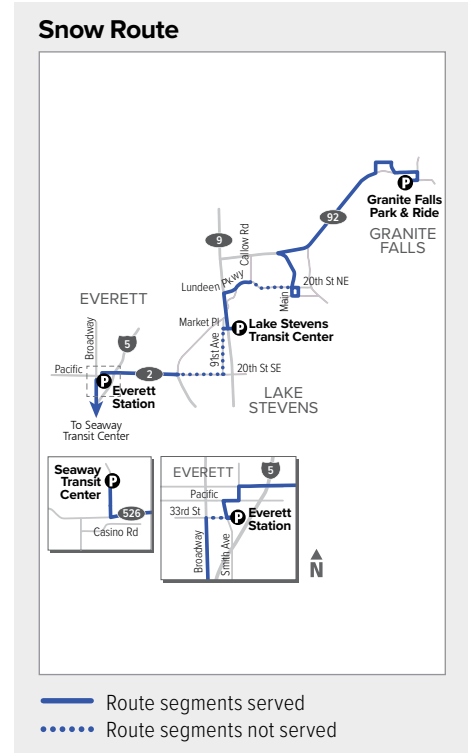 Snow Route
Granite Falls
Park & Ride
GRANITE
FALLS
92
9
Callow Rd
Lundeen Pkwy
20th St NE
Main
EVERETT
Broadway
5
Market Pl
Lake Stevens
Transit Center
91st Ave
Pacific
2
20th St SE
P
Everett
Station
LAKE
STEVENS
To Seaway
Transit Center
Seaway
Transit
Center
P
526
Casino Rd
EVERETT
5
Pacific
33rd St
P
Everett
Station
Broadway
Smith Ave
N
P
P
Route segments served
Route segments not served